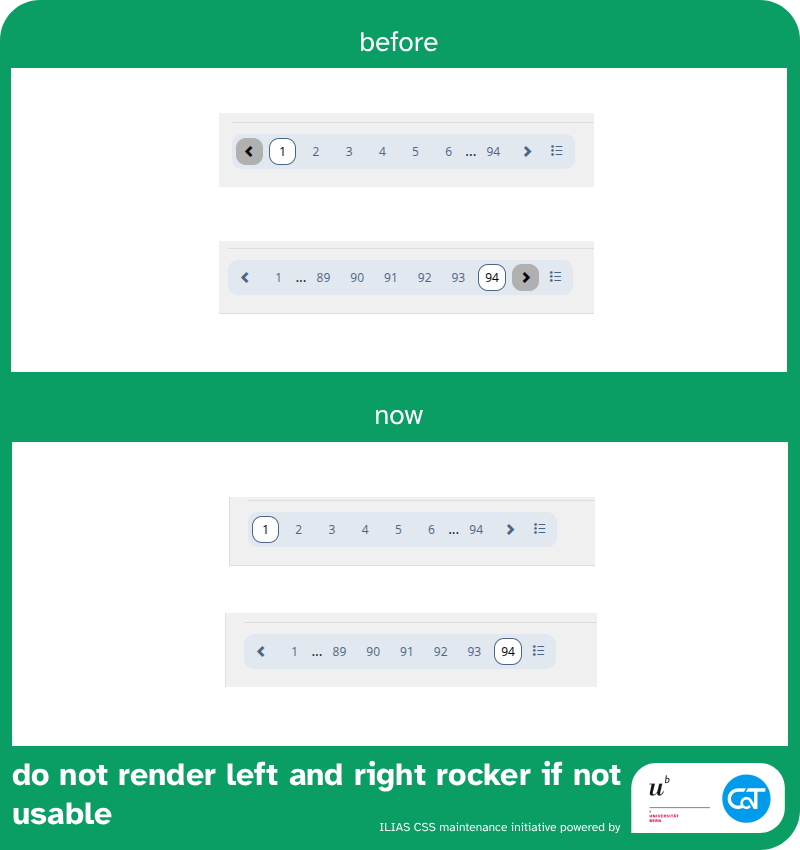 before
1 2 3 4 5 6 ... 94
1 ... 89 90 91 92 93 94
now
1 2 3 4 5 6 ... 94
1 ... 89 90 91 92 93 94
do not render left and right rocker if not
usable
ILIAS CSS maintenance initiative powered by
u b
UNIVERSITÄT
BERN
CaT